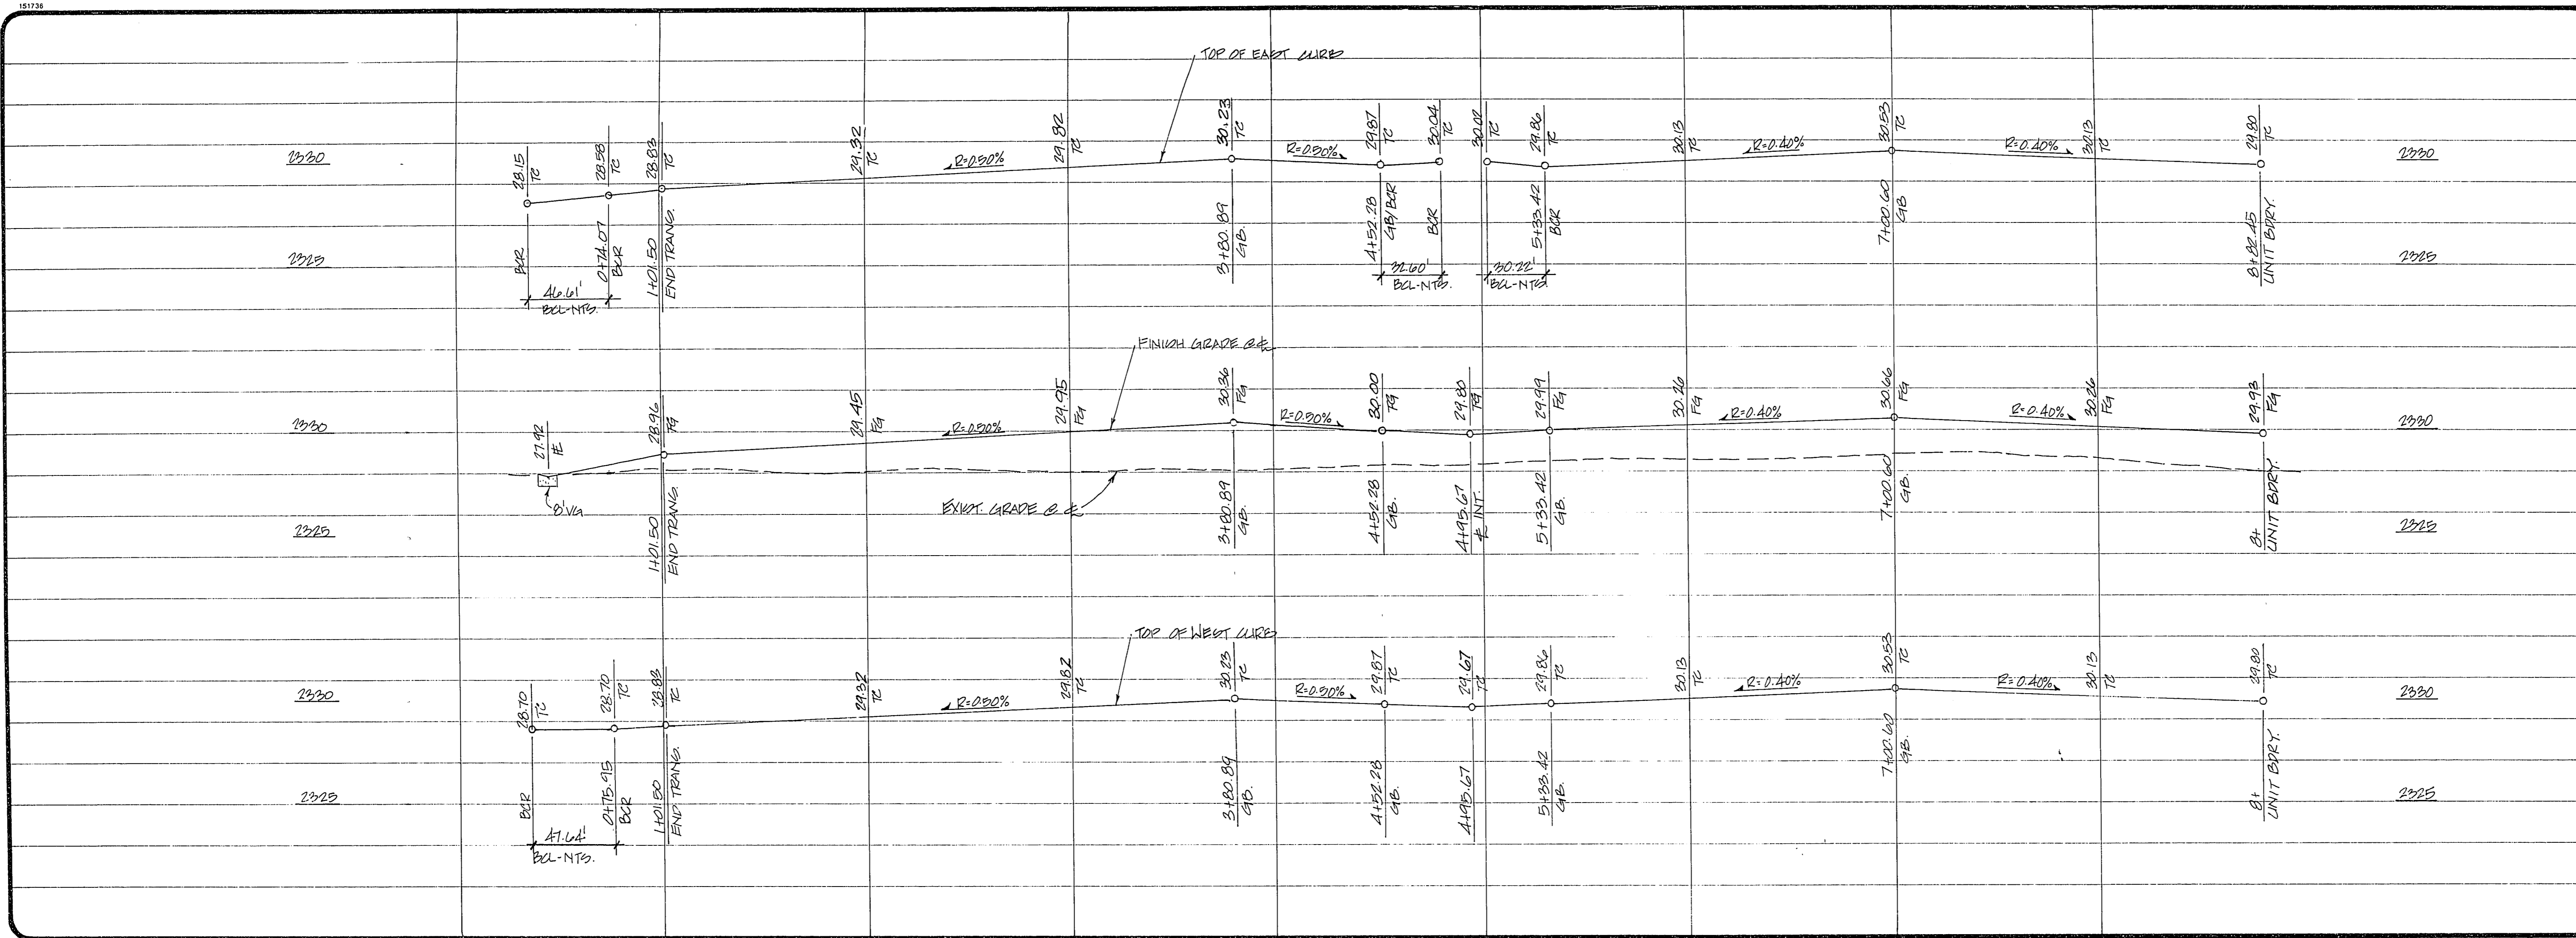 151736
TOP OF EAST CURB
2330
28.15 TC
28.58 TC
28.83 TC
29.32 TC
R=0.50%
29.82 TC
30.23 TC
R=0.50%
29.87 TC
30.04 TC
30.02 TC
29.86 TC
30.13 TC
R=0.40%
30.53 TC
R=0.40%
30.13 TC
29.80 TC
2330
2325
BCR
0+74.07 BCR
1+01.50 END TRANS.
3+80.89 GB.
4+52.28 GB/BCR
BCR
5+33.42 BCR
7+00.60 GB
8+82.45 UNIT BDRY.
2325
46.61'
BCL-NTS.
32.60'
BCL-NTS.
30.22'
BCL-NTS.
FINISH GRADE @ ℄
2330
27.92 ℄
28.96 FG
29.45 FG
R=0.50%
29.95 FG
30.36 FG
R=0.50%
30.00 FG
29.80 FG
29.99 FG
30.26 FG
R=0.40%
30.66 FG
R=0.40%
30.26 FG
29.93 FG
2330
8' VG
EXIST. GRADE @ ℄
2325
1+01.50 END TRANS.
3+80.89 GB.
4+52.28 GB.
4+95.67 ℄ INT.
5+33.42 GB.
7+00.60 GB.
8+ UNIT BDRY.
2325
TOP OF WEST CURB
2330
28.70 TC
28.70 TC
28.83 TC
29.32 TC
R=0.50%
29.82 TC
30.23 TC
R=0.50%
29.87 TC
29.67 TC
29.86 TC
30.13 TC
R=0.40%
30.53 TC
R=0.40%
30.13 TC
29.80 TC
2330
2325
BCR
0+75.95 BCR
1+01.50 END TRANS.
3+80.89 GB.
4+52.28 GB.
4+95.67
5+33.42 GB.
7+00.60 GB.
8+ UNIT BDRY.
2325
47.64'
BCL-NTS.